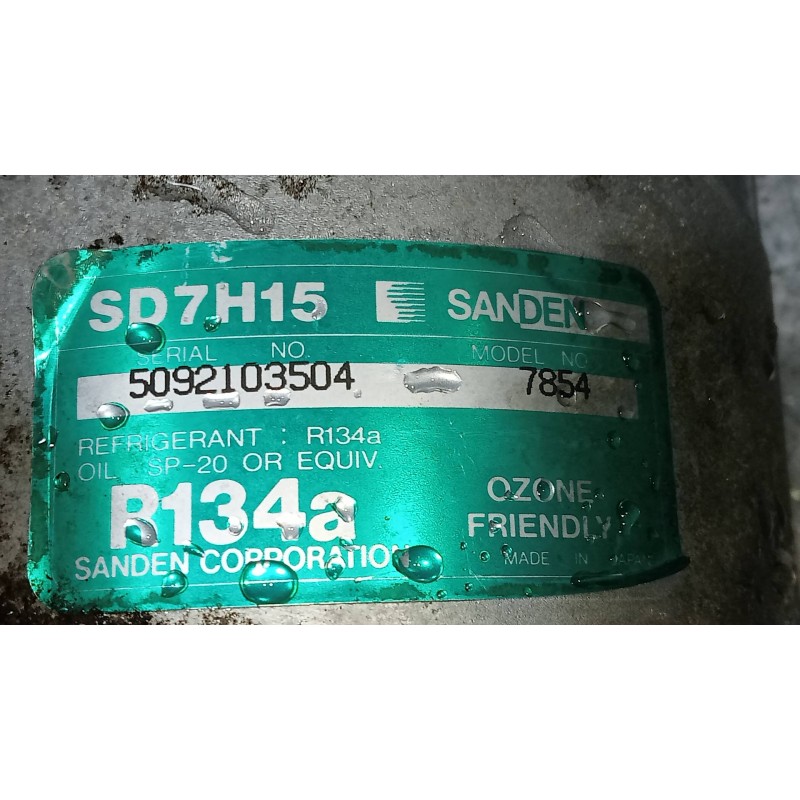 SD7H15 SANDEN
SERIAL NO. MODEL NO.
5092103504 7854
REFRIGERANT : R134a
OIL SP-20 OR EQUIV.
R134a
OZONE
FRIENDLY
SANDEN CORPORATION
MADE IN JAPAN